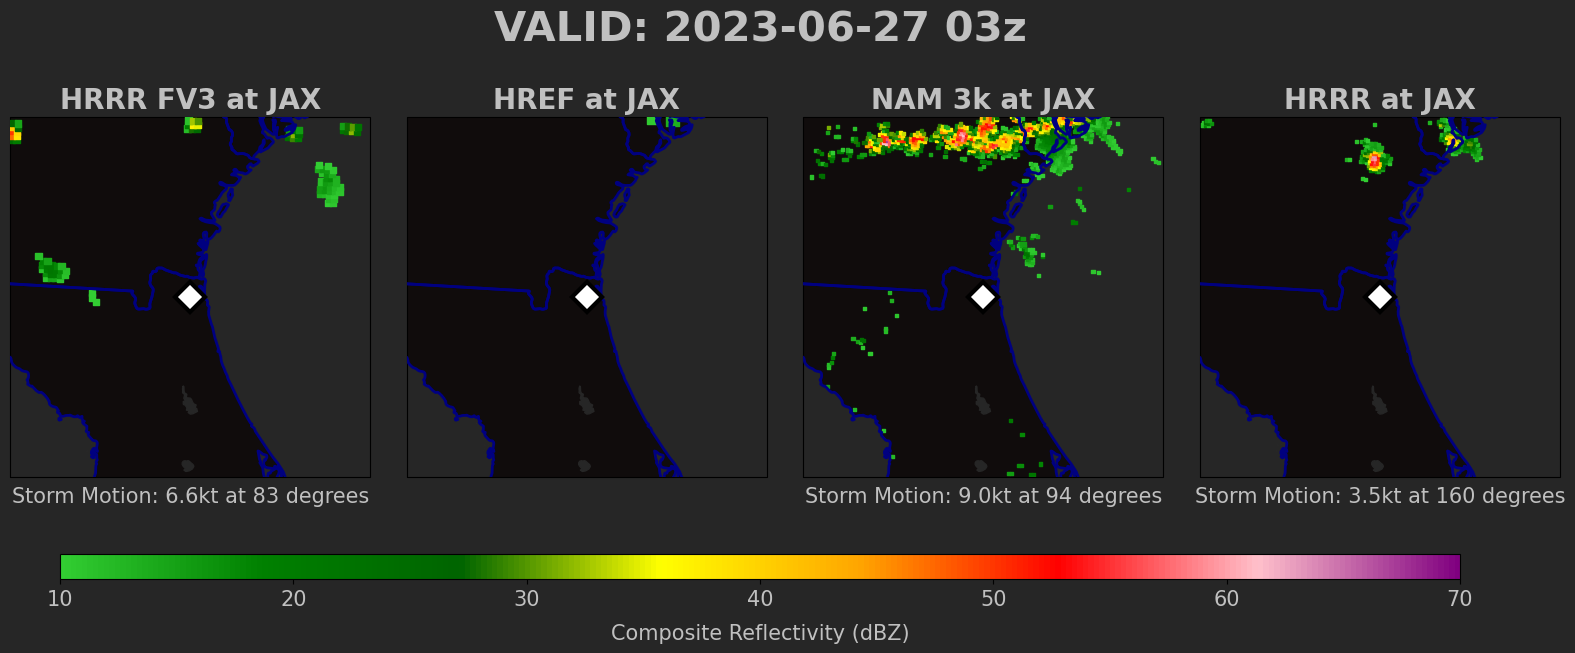 VALID: 2023-06-27 03z
HRRR FV3 at JAX
HREF at JAX
NAM 3k at JAX
HRRR at JAX
Storm Motion: 6.6kt at 83 degrees
Storm Motion: 9.0kt at 94 degrees
Storm Motion: 3.5kt at 160 degrees
10 20 30 40 50 60 70
Composite Reflectivity (dBZ)